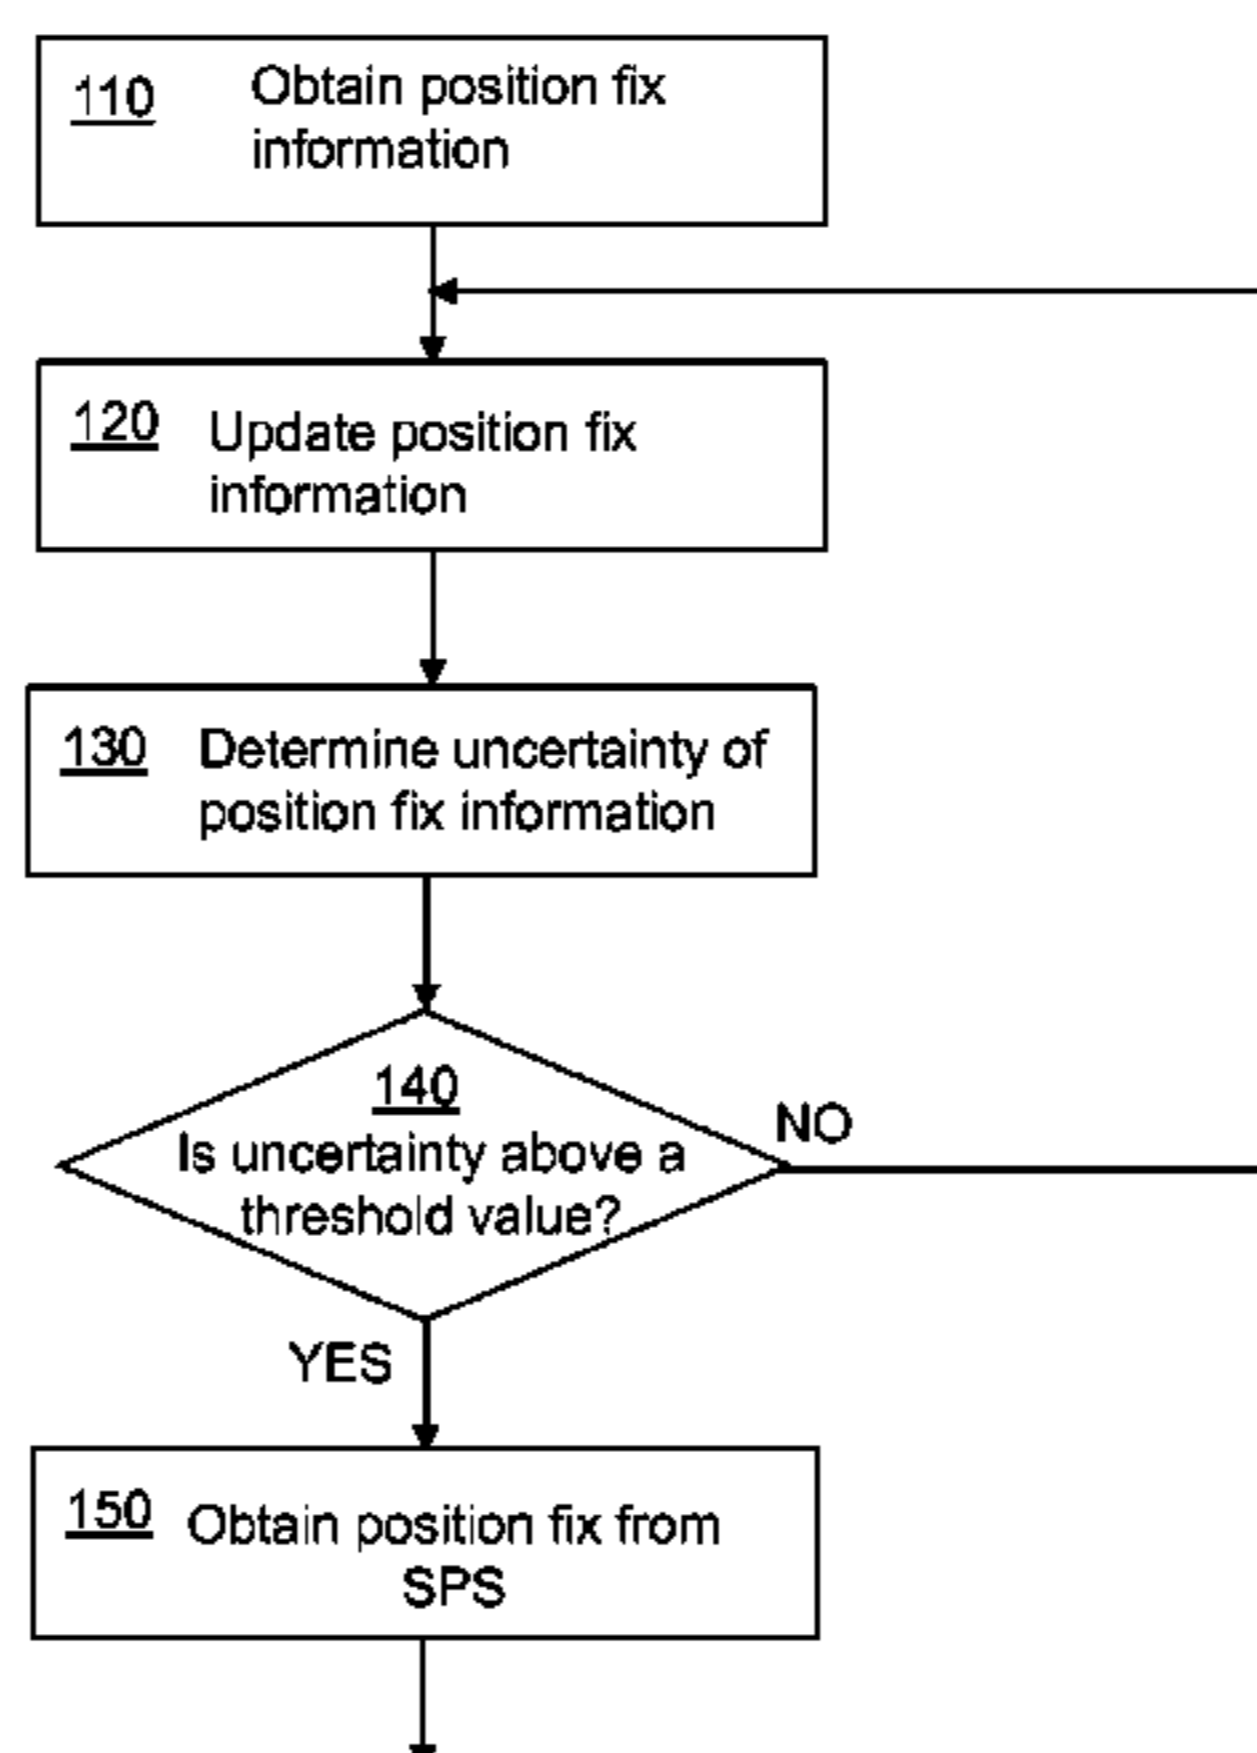 110 Obtain position fix
information
120 Update position fix
information
130 Determine uncertainty of
position fix information
140
Is uncertainty above a
threshold value?
NO
YES
150 Obtain position fix from
SPS